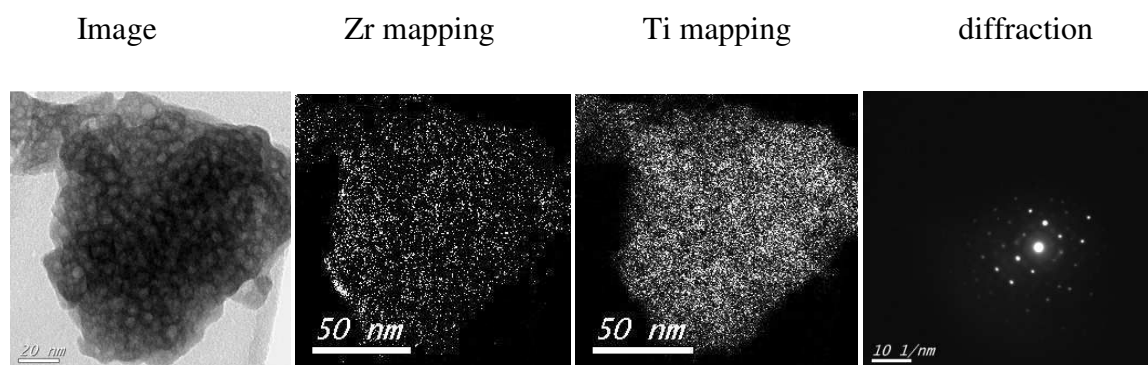 Image
Zr mapping
Ti mapping
diffraction
20 nm
50 nm
50 nm
10 1/nm